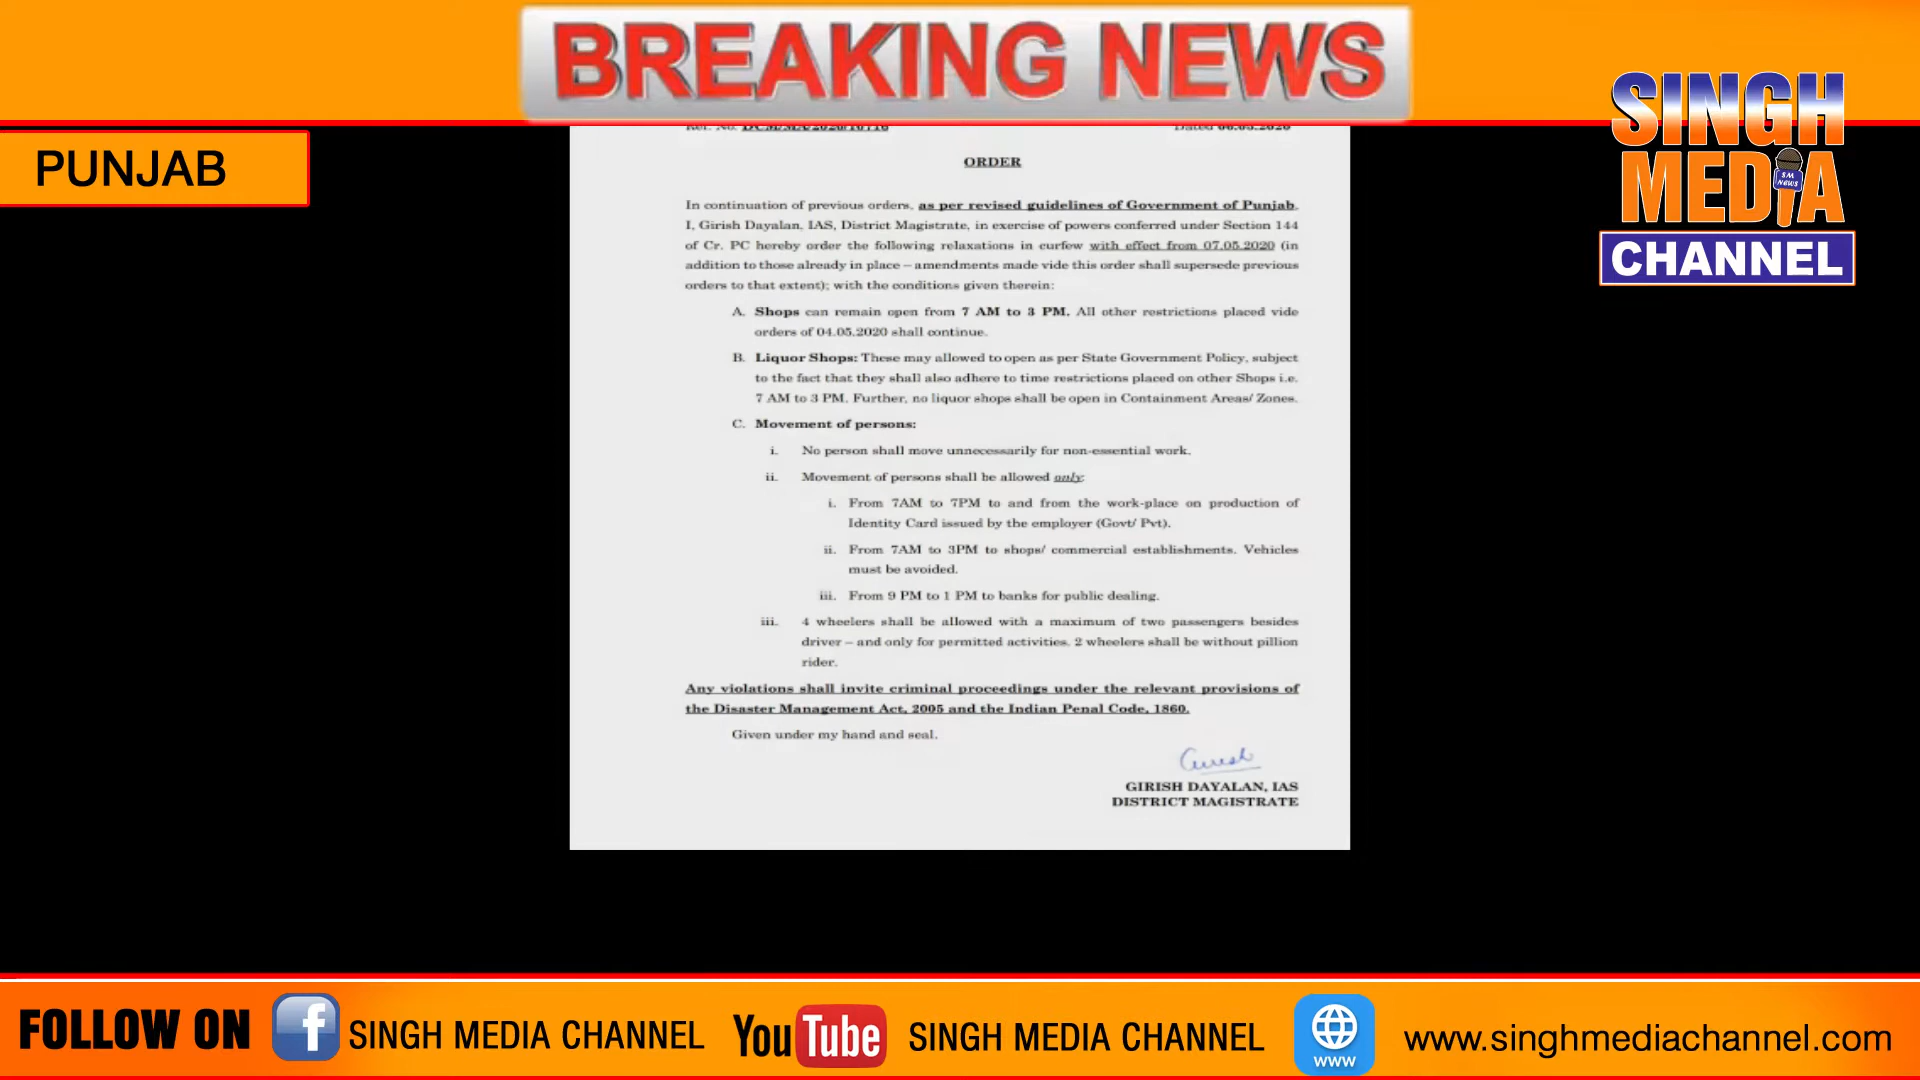 BREAKING NEWS
SINGH
MEDIA
SM
NEWS
CHANNEL
PUNJAB
Ref. No. DCM/MA/2020/10716 Dated 06.05.2020
ORDER
In continuation of previous orders, as per revised guidelines of Government of Punjab,
I, Girish Dayalan, IAS, District Magistrate, in exercise of powers conferred under Section 144
of Cr. PC hereby order the following relaxations in curfew with effect from 07.05.2020 (in
addition to those already in place – amendments made vide this order shall supersede previous
orders to that extent); with the conditions given therein:
A. Shops can remain open from 7 AM to 3 PM. All other restrictions placed vide
orders of 04.05.2020 shall continue.
B. Liquor Shops: These may allowed to open as per State Government Policy, subject
to the fact that they shall also adhere to time restrictions placed on other Shops i.e.
7 AM to 3 PM. Further, no liquor shops shall be open in Containment Areas/ Zones.
C. Movement of persons:
i. No person shall move unnecessarily for non-essential work.
ii. Movement of persons shall be allowed only:
i. From 7AM to 7PM to and from the work-place on production of
Identity Card issued by the employer (Govt/ Pvt).
ii. From 7AM to 3PM to shops/ commercial establishments. Vehicles
must be avoided.
iii. From 9 PM to 1 PM to banks for public dealing.
iii. 4 wheelers shall be allowed with a maximum of two passengers besides
driver – and only for permitted activities. 2 wheelers shall be without pillion
rider.
Any violations shall invite criminal proceedings under the relevant provisions of
the Disaster Management Act, 2005 and the Indian Penal Code, 1860.
Given under my hand and seal.
Girish
GIRISH DAYALAN, IAS
DISTRICT MAGISTRATE
FOLLOW ON f SINGH MEDIA CHANNEL YouTube SINGH MEDIA CHANNEL WWW www.singhmediachannel.com